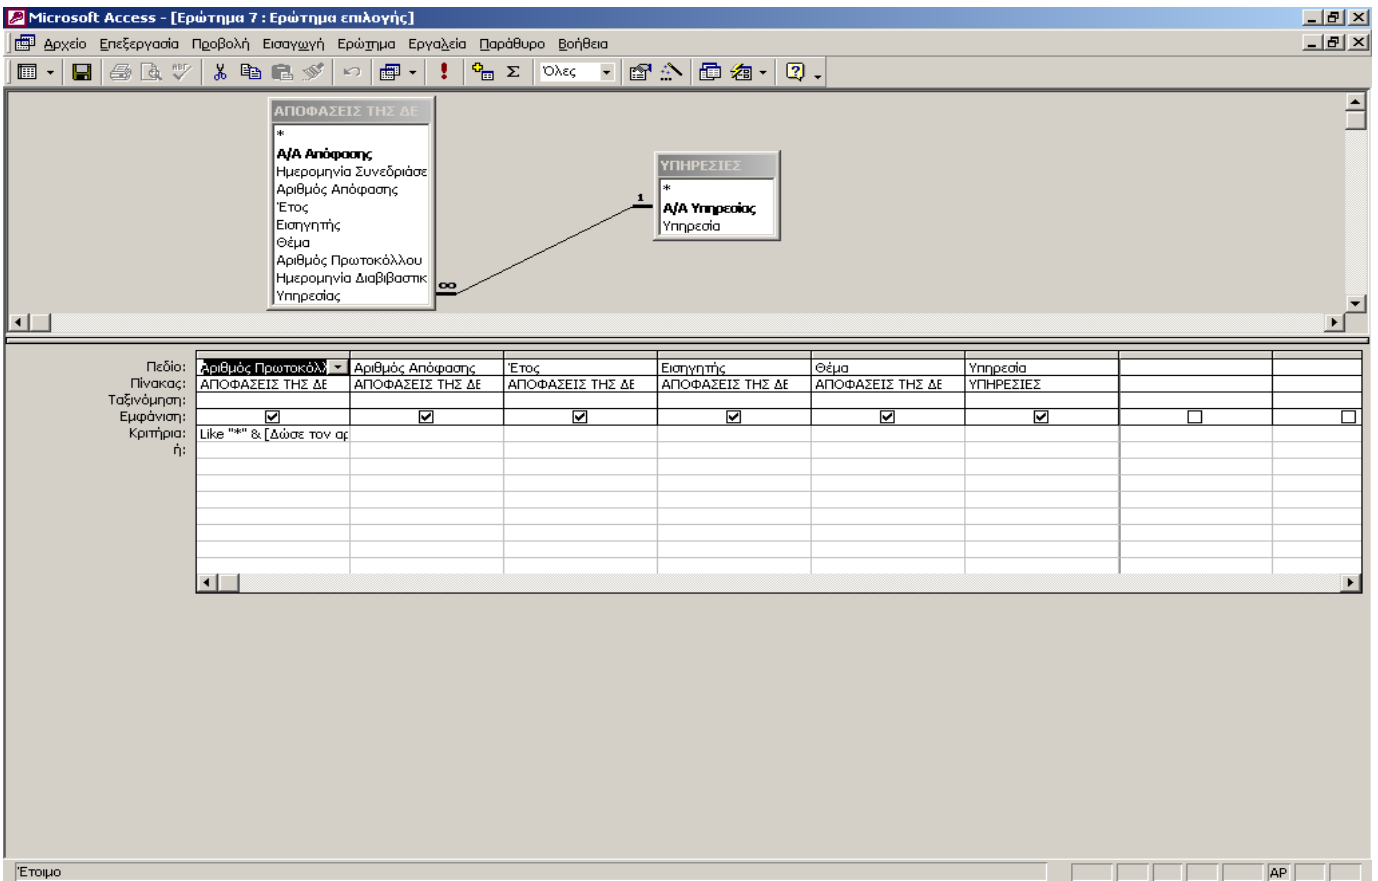 Microsoft Access - [Ερώτημα 7 : Ερώτημα επιλογής]
Αρχείο Επεξεργασία Προβολή Εισαγωγή Ερώτημα Εργαλεία Παράθυρο Βοήθεια
Όλες
ΑΠΟΦΑΣΕΙΣ ΤΗΣ ΔΕ
*
Α/Α Απόφασης
Ημερομηνία Συνεδρίασε
Αριθμός Απόφασης
Έτος
Εισηγητής
Θέμα
Αριθμός Πρωτοκόλλου
Ημερομηνία Διαβιβαστικ
Υπηρεσίας
ΥΠΗΡΕΣΙΕΣ
*
Α/Α Υπηρεσίας
Υπηρεσία
1
∞
Πεδίο: Αριθμός Πρωτοκόλλ Αριθμός Απόφασης Έτος Εισηγητής Θέμα Υπηρεσία
Πίνακας: ΑΠΟΦΑΣΕΙΣ ΤΗΣ ΔΕ ΑΠΟΦΑΣΕΙΣ ΤΗΣ ΔΕ ΑΠΟΦΑΣΕΙΣ ΤΗΣ ΔΕ ΑΠΟΦΑΣΕΙΣ ΤΗΣ ΔΕ ΑΠΟΦΑΣΕΙΣ ΤΗΣ ΔΕ ΥΠΗΡΕΣΙΕΣ
Ταξινόμηση:
Εμφάνιση:
Κριτήρια: Like "*" & [Δώσε τον αρ
ή:
Έτοιμο
ΑΡ